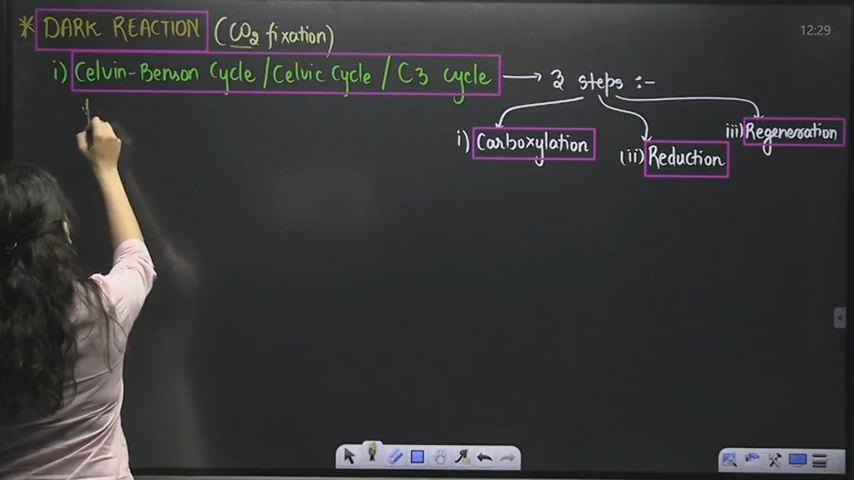 * DARK REACTION (CO2 fixation)
12:29
i) Celvin-Benson Cycle / Celvic Cycle / C3 cycle → 3 steps :-
i) Carboxylation
(ii) Reduction
iii) Regeneration